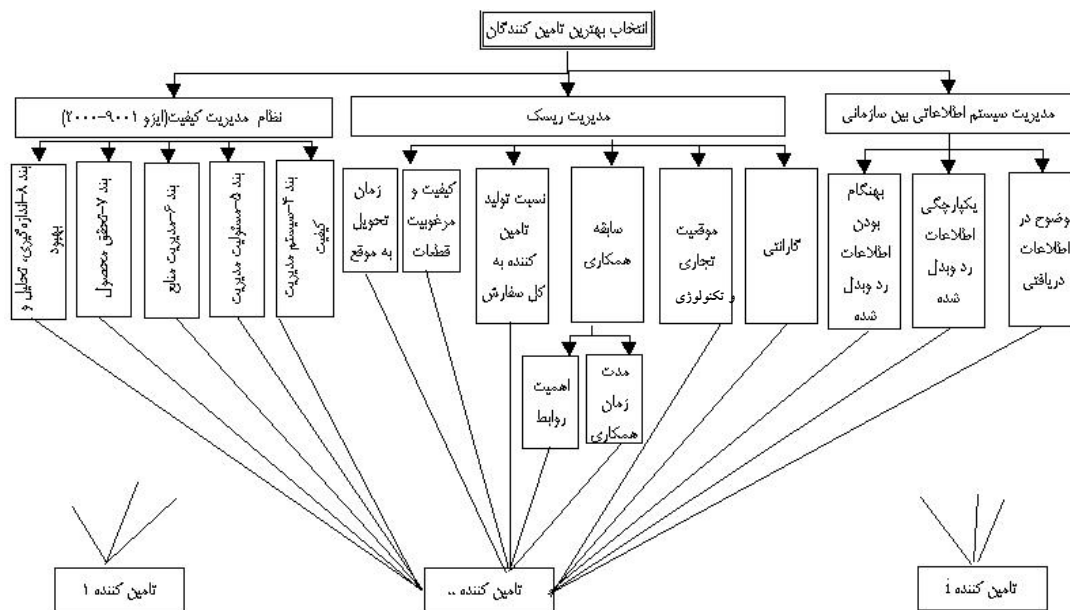 انتخاب بهترین تامین کنندگان
مدیریت سیستم اطلاعاتی بین سازمانی
مدیریت ریسک
نظام مدیریت کیفیت(ایزو ۹۰۰۱-۲۰۰۰)
وضوح در
اطلاعات
دریافتی
یکپارچگی
اطلاعات
رد وبدل
شده
بهنگام
بودن
اطلاعات
رد وبدل
شده
گارانتی
موقعیت
تجاری
و تکنولوژی
سابقه
همکاری
نسبت تولید
تامین
کننده به
کل سفارش
کیفیت و
مرغوبیت
قطعات
زمان
تحویل
به موقع
بند ۴-سیستم مدیریت
کیفیت
بند ۵-مسئولیت مدیریت
بند ۶-مدیریت منابع
بند ۷-تحقق محصول
بند ۸-اندازه‌گیری، تحلیل و
بهبود
مدت
زمان
همکاری
اهمیت
روابط
تامین کننده i
تامین کننده ..
تامین کننده ۱